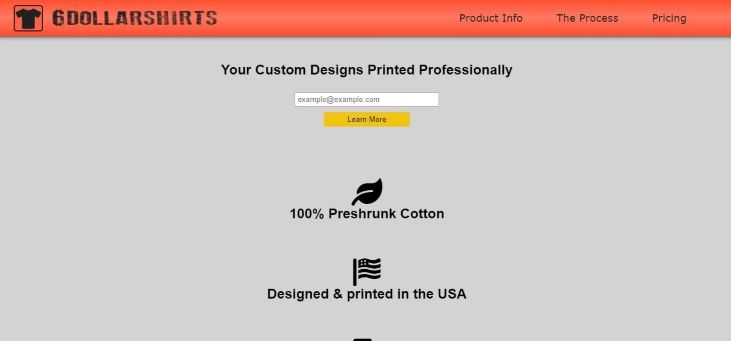 6DOLLARSHIRTS
Product Info
The Process
Pricing
Your Custom Designs Printed Professionally
example@example.com
Learn More
100% Preshrunk Cotton
Designed & printed in the USA